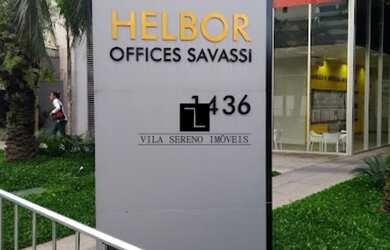 HELBOR
OFFICES SAVASSI
1436
VILA SERENO IMÓVEIS